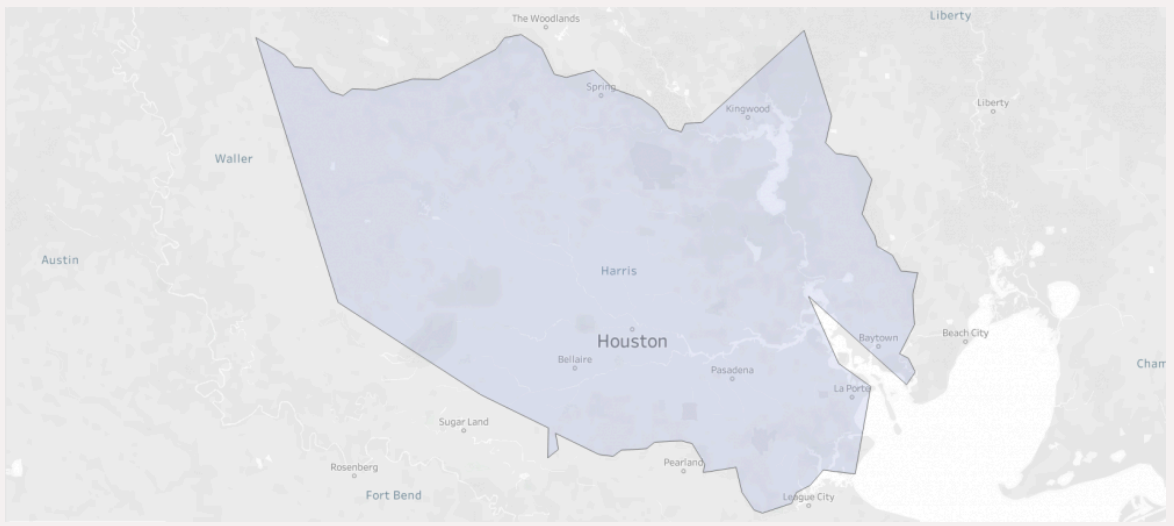 The Woodlands
Liberty
Spring
Kingwood
Liberty
Waller
Austin
Harris
Houston
Baytown
Beach City
Bellaire
Pasadena
Cham
La Porte
Sugar Land
Pearland
Rosenberg
Fort Bend
League City